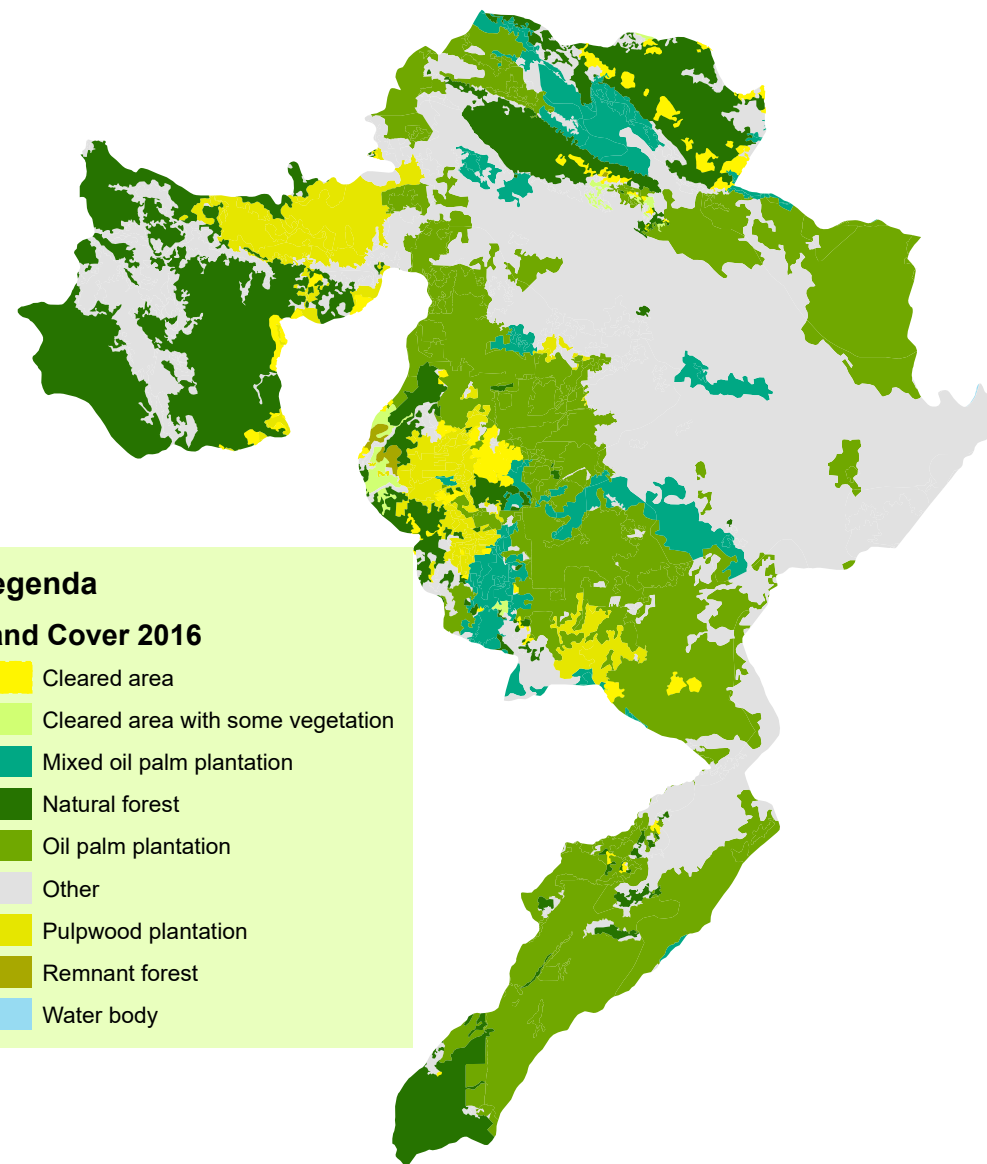 egenda
and Cover 2016
Cleared area
Cleared area with some vegetation
Mixed oil palm plantation
Natural forest
Oil palm plantation
Other
Pulpwood plantation
Remnant forest
Water body